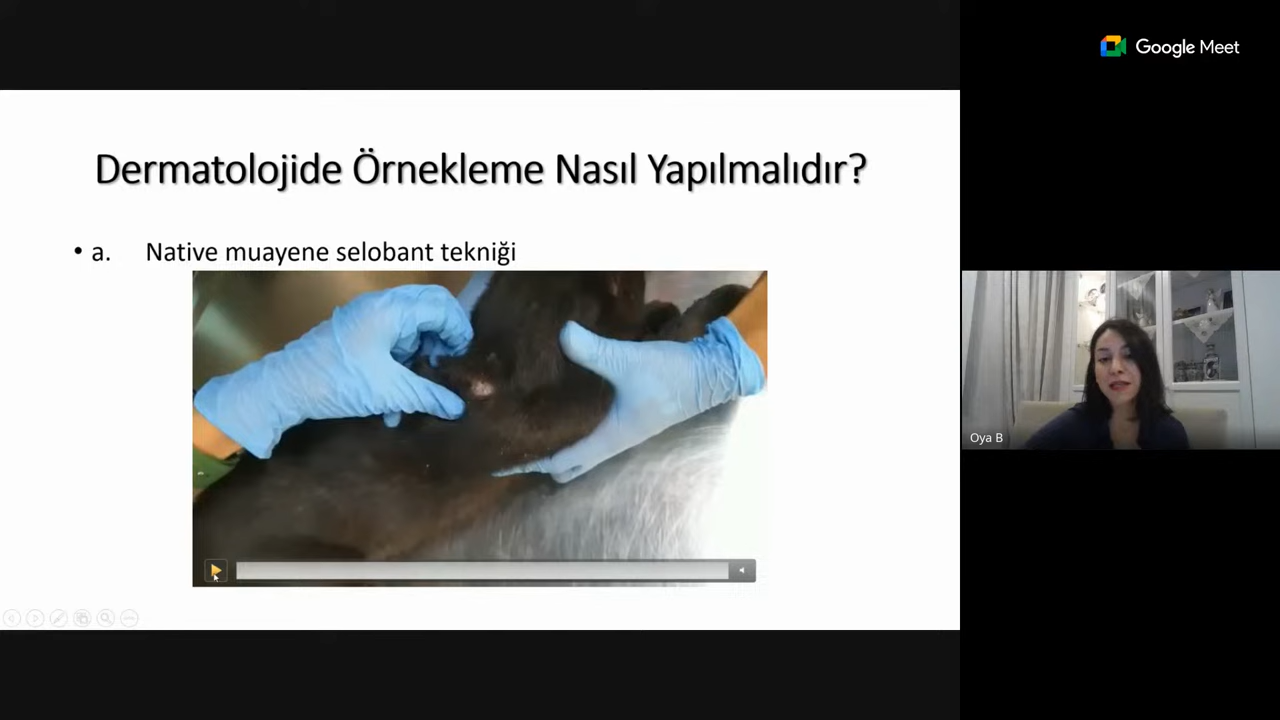 Google Meet
Dermatolojide Örnekleme Nasıl Yapılmalıdır?
• a. Native muayene selobant tekniği
Oya B